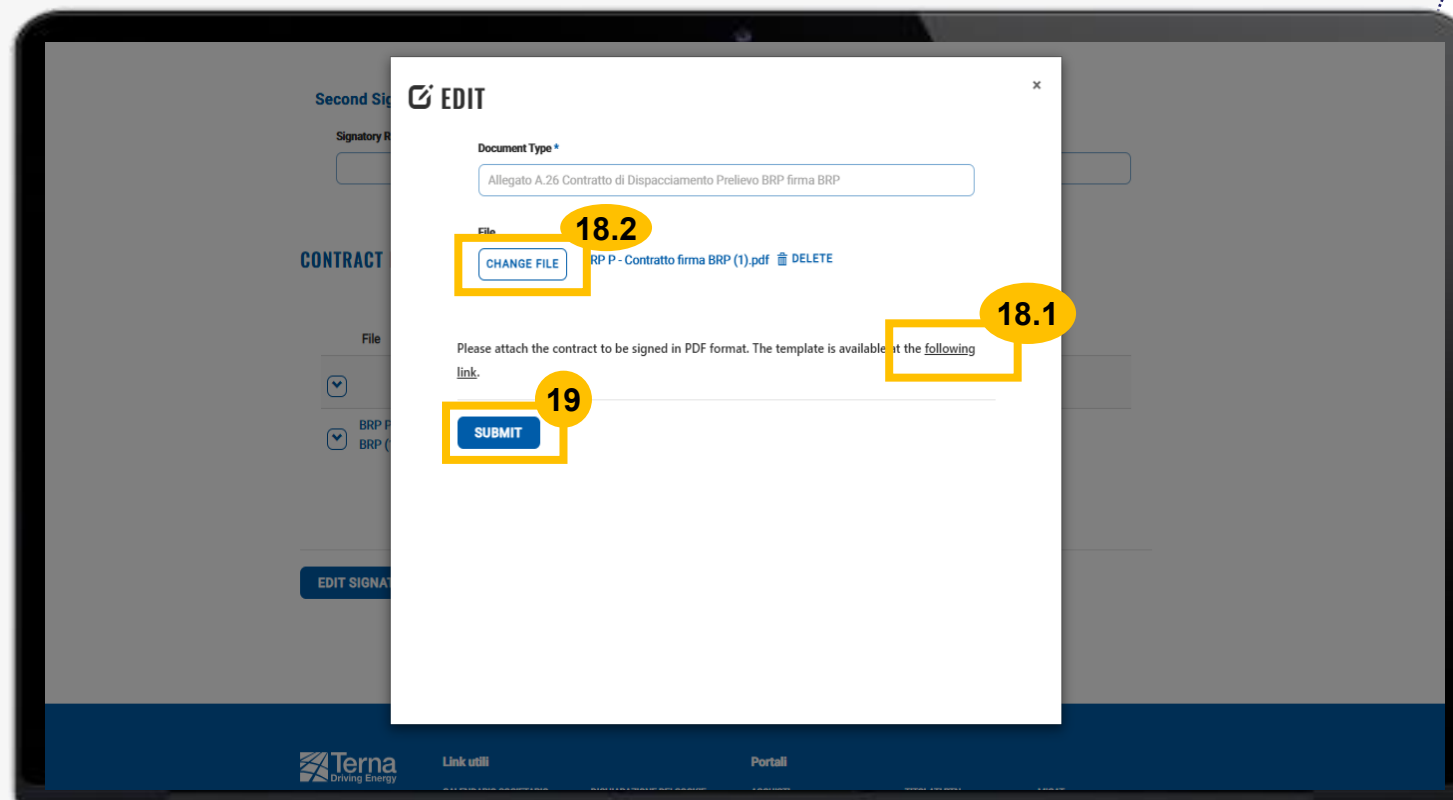 Second Sig
EDIT
×
Signatory R
Document Type *
Allegato A.26 Contratto di Dispacciamento Prelievo BRP firma BRP
File
18.2
CONTRACT
CHANGE FILE
RP P - Contratto firma BRP (1).pdf DELETE
18.1
File
Please attach the contract to be signed in PDF format. The template is available at the following
link.
19
BRP P
BRP (
SUBMIT
EDIT SIGNAT
Terna
Driving Energy
Link utili
Portali